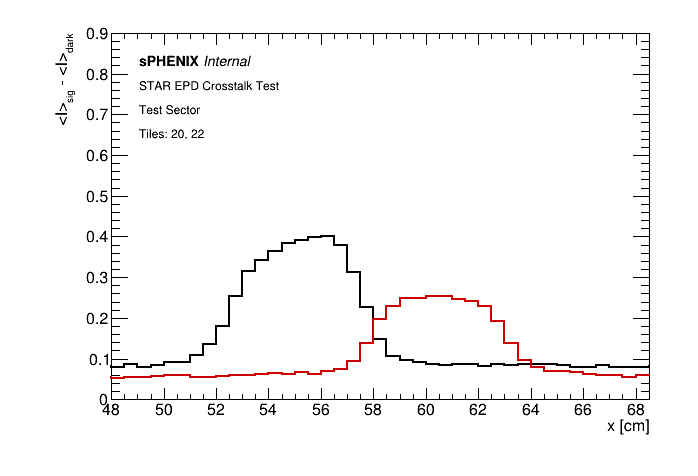 <I>sig - <I>dark
0.9
0.8
0.7
0.6
0.5
0.4
0.3
0.2
0.1
0
sPHENIX Internal
STAR EPD Crosstalk Test
Test Sector
Tiles: 20, 22
48 50 52 54 56 58 60 62 64 66 68
x [cm]